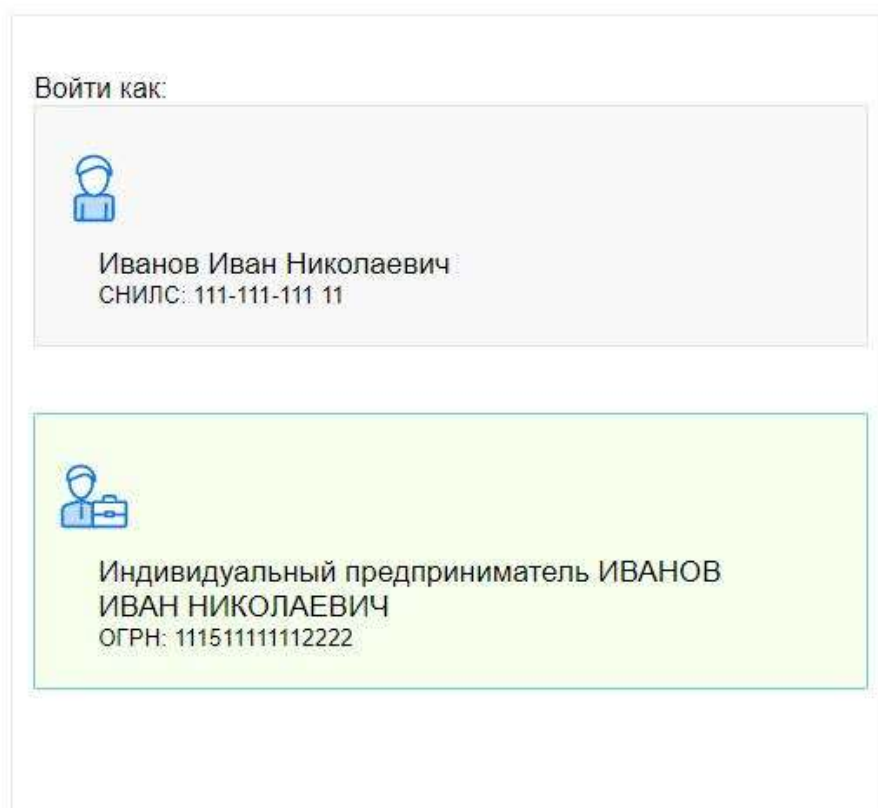 Войти как:
Иванов Иван Николаевич
СНИЛС: 111-111-111 11
Индивидуальный предприниматель ИВАНОВ
ИВАН НИКОЛАЕВИЧ
ОГРН: 111511111112222